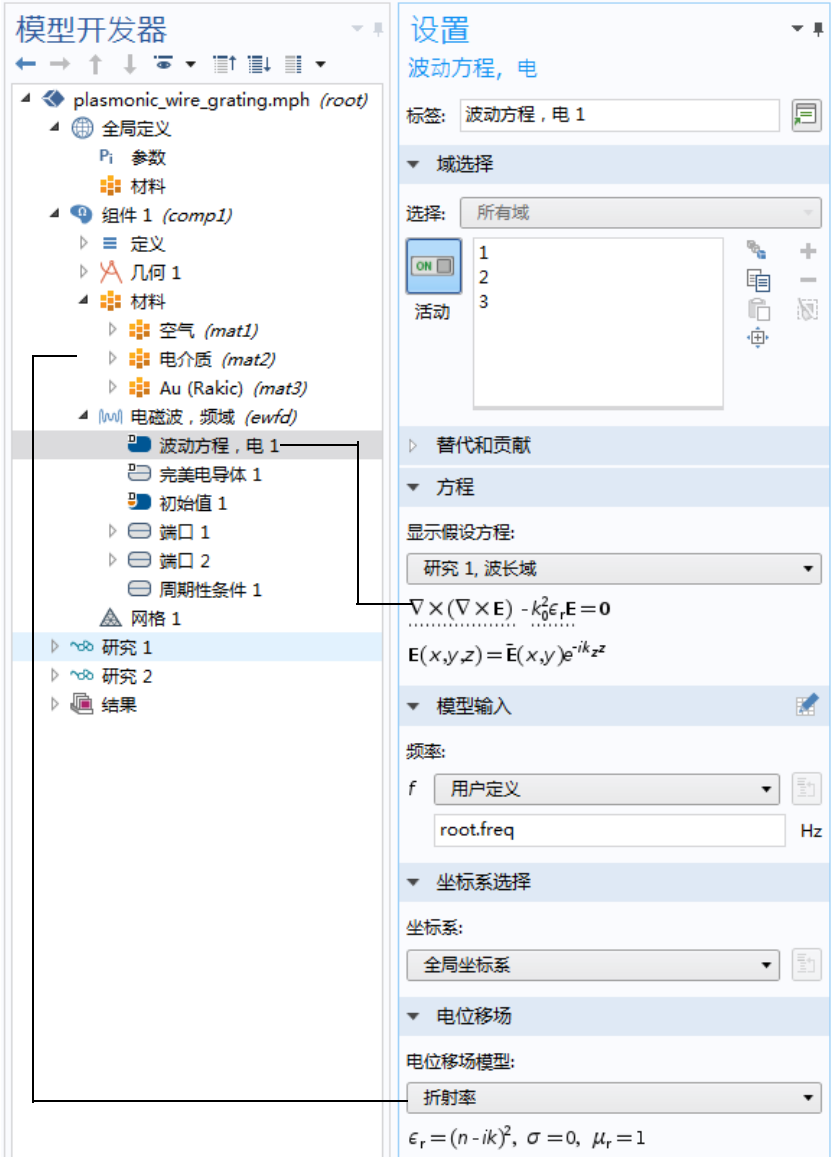 模型开发器
plasmonic_wire_grating.mph (root)
全局定义
Pi 参数
材料
组件 1 (comp1)
定义
几何 1
材料
空气 (mat1)
电介质 (mat2)
Au (Rakic) (mat3)
电磁波，频域 (ewfd)
波动方程，电 1
完美电导体 1
初始值 1
端口 1
端口 2
周期性条件 1
网格 1
研究 1
研究 2
结果
设置
波动方程，电
标签: 波动方程，电 1
域选择
选择: 所有域
ON
活动
1
2
3
替代和贡献
方程
显示假设方程:
研究 1, 波长域
∇×(∇×E) - k₀²ϵᵣE = 0
E(x,y,z) = Ẽ(x,y)e^{-ik_z z}
模型输入
频率:
f 用户定义
root.freq Hz
坐标系选择
坐标系:
全局坐标系
电位移场
电位移场模型:
折射率
ϵᵣ = (n - ik)², σ = 0, μᵣ = 1